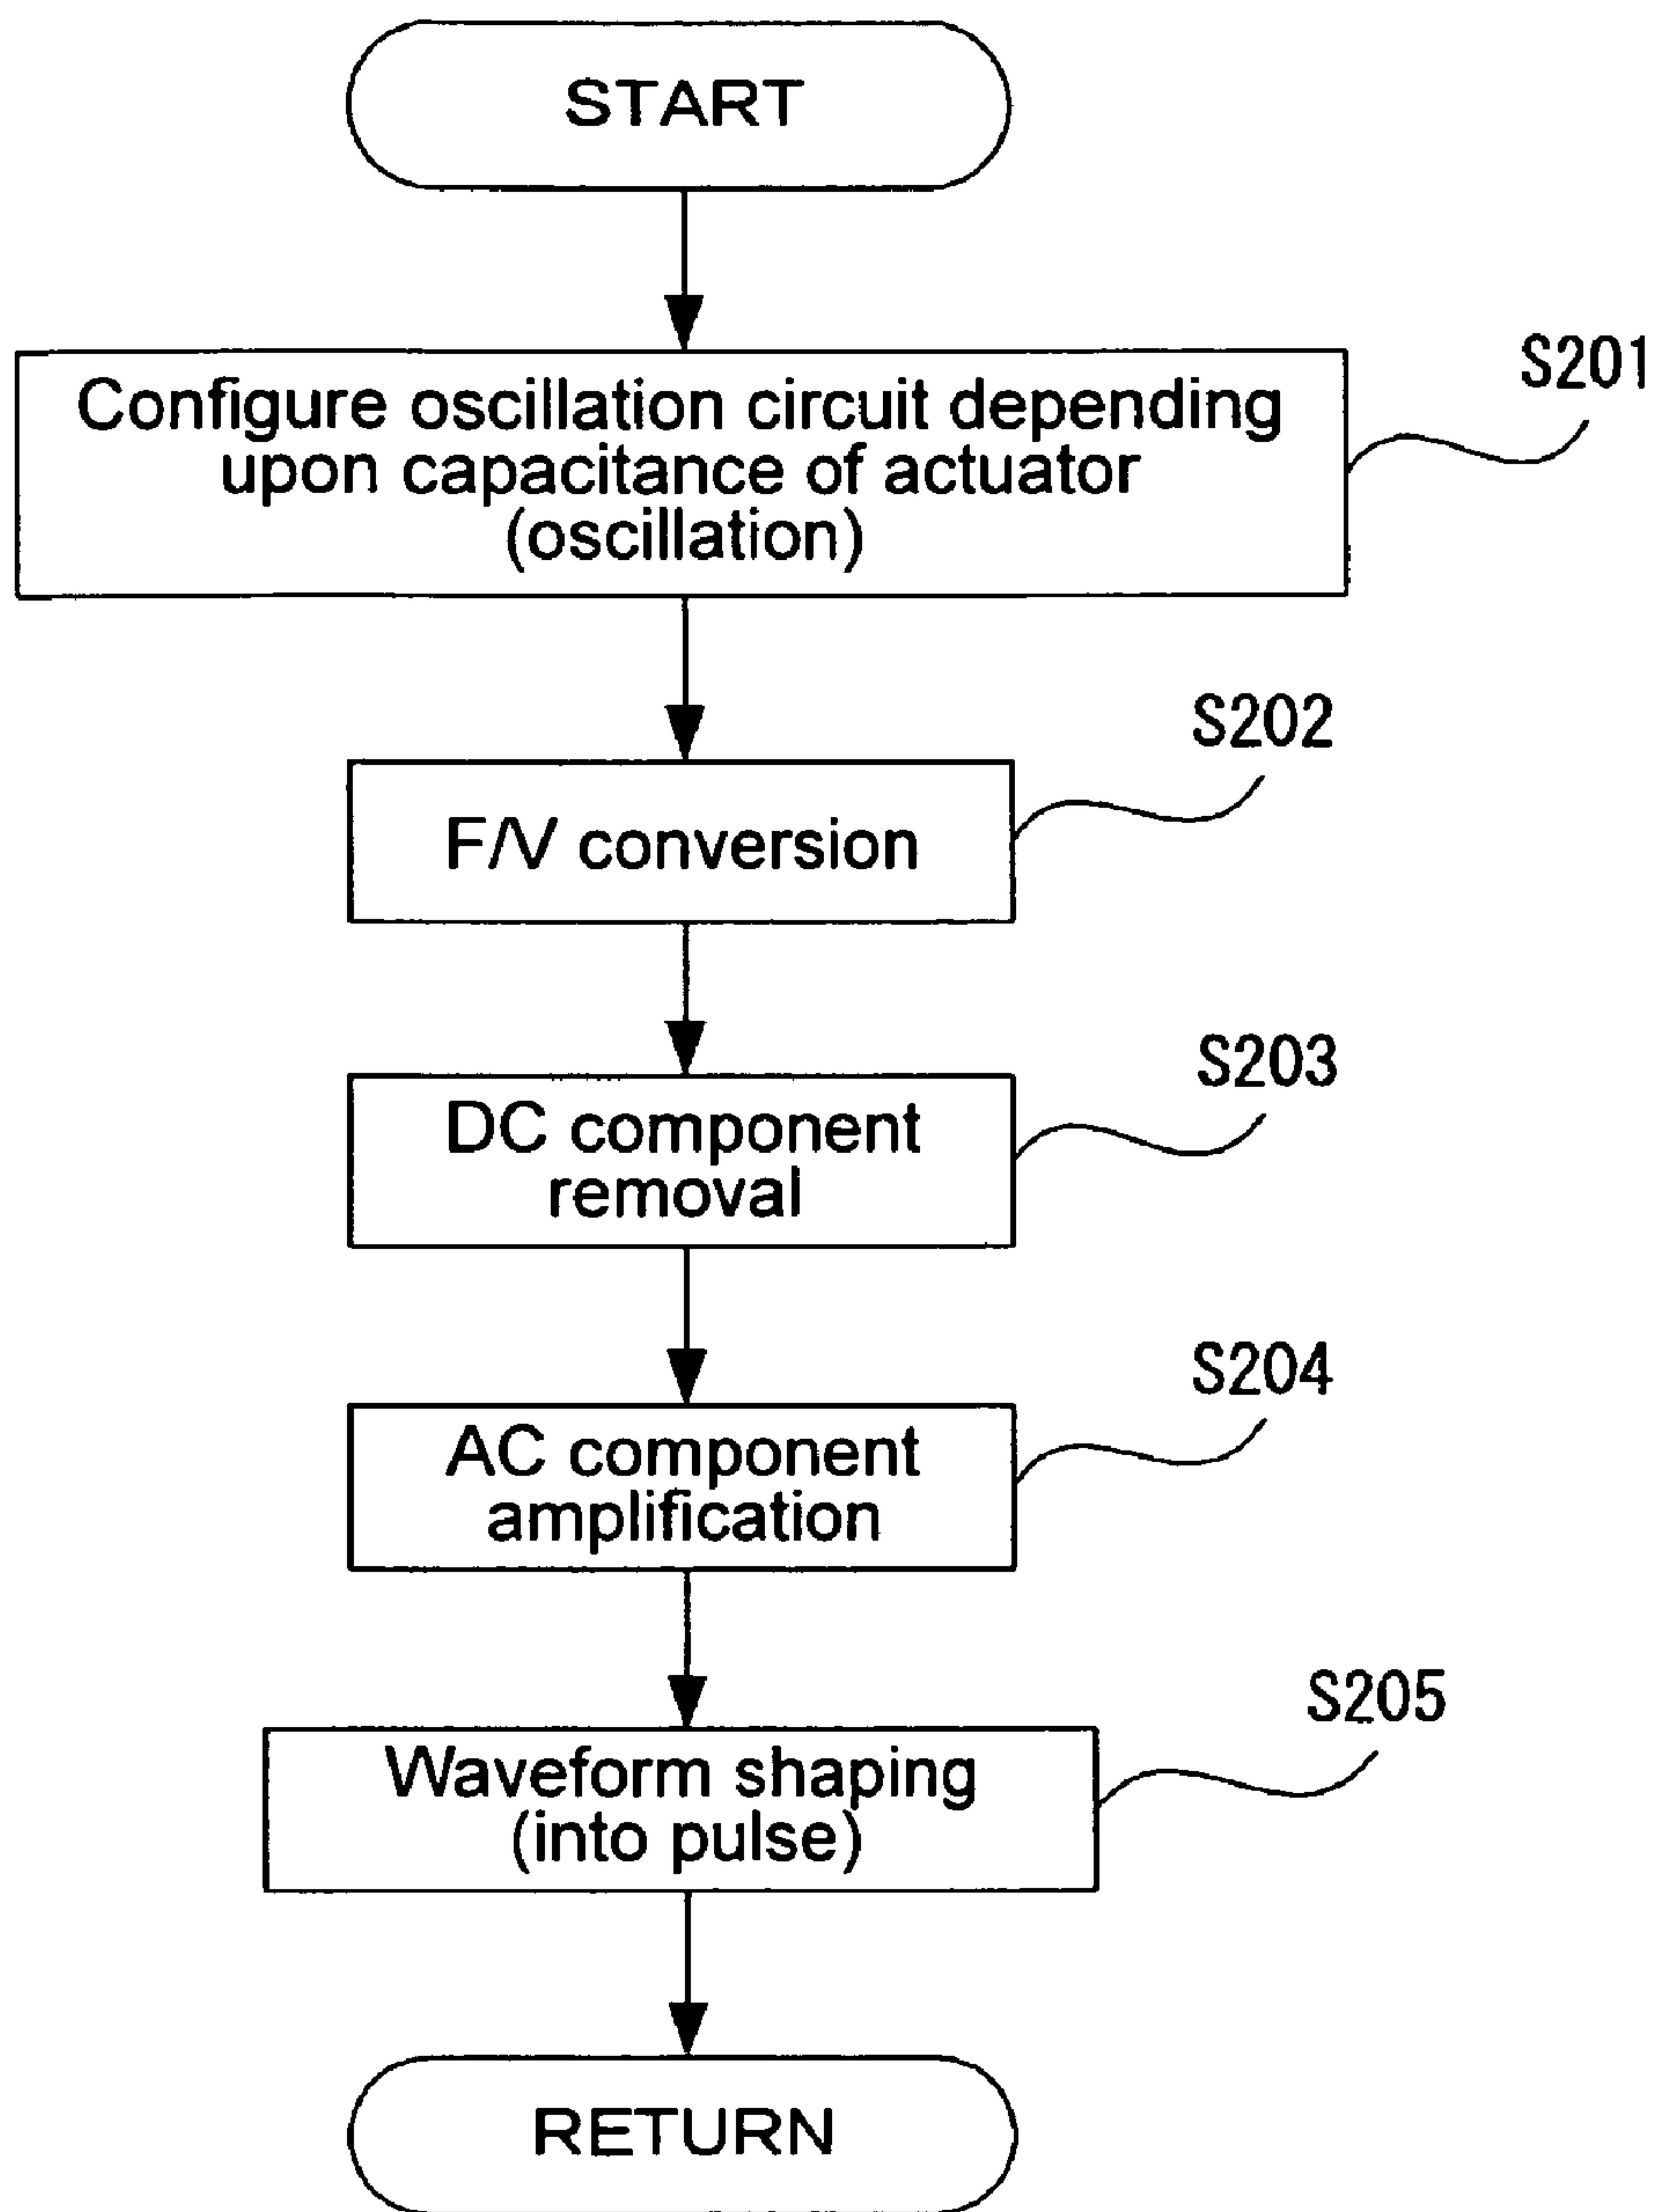 START
S201
Configure oscillation circuit depending
upon capacitance of actuator
(oscillation)
S202
F/V conversion
S203
DC component
removal
S204
AC component
amplification
S205
Waveform shaping
(into pulse)
RETURN